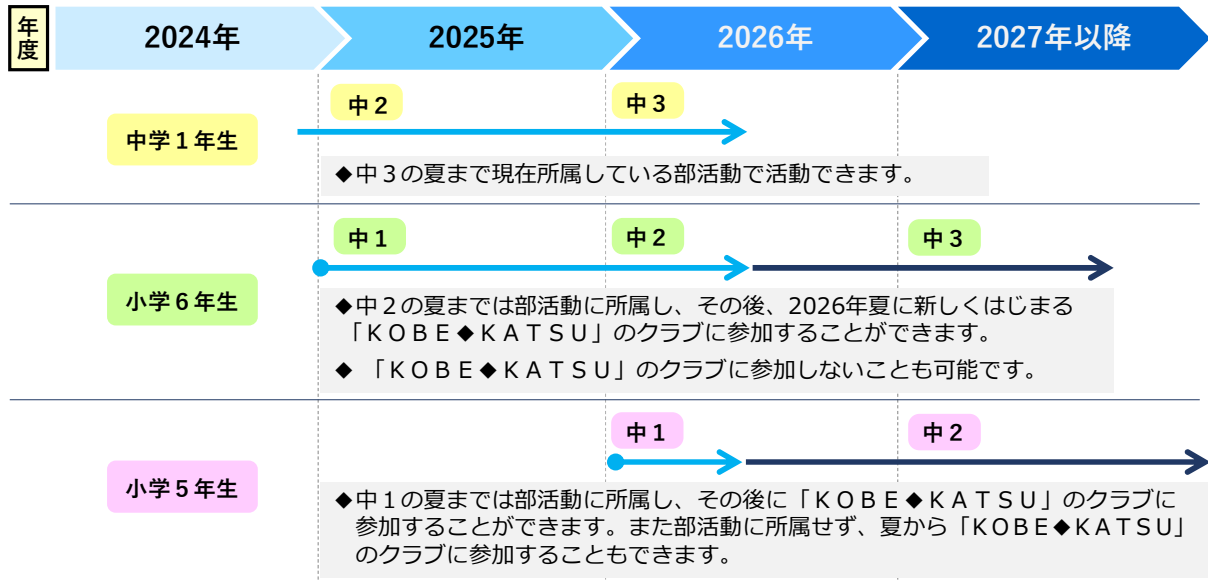 年度
2024年
2025年
2026年
2027年以降
中学１年生
中２
中３
◆中３の夏まで現在所属している部活動で活動できます。
小学６年生
中１
中２
中３
◆中２の夏までは部活動に所属し、その後、2026年夏に新しくはじまる
「ＫＯＢＥ◆ＫＡＴＳＵ」のクラブに参加することができます。
◆ 「ＫＯＢＥ◆ＫＡＴＳＵ」のクラブに参加しないことも可能です。
小学５年生
中１
中２
◆中１の夏までは部活動に所属し、その後に「ＫＯＢＥ◆ＫＡＴＳＵ」のクラブに
参加することができます。また部活動に所属せず、夏から「ＫＯＢＥ◆ＫＡＴＳＵ」
のクラブに参加することもできます。